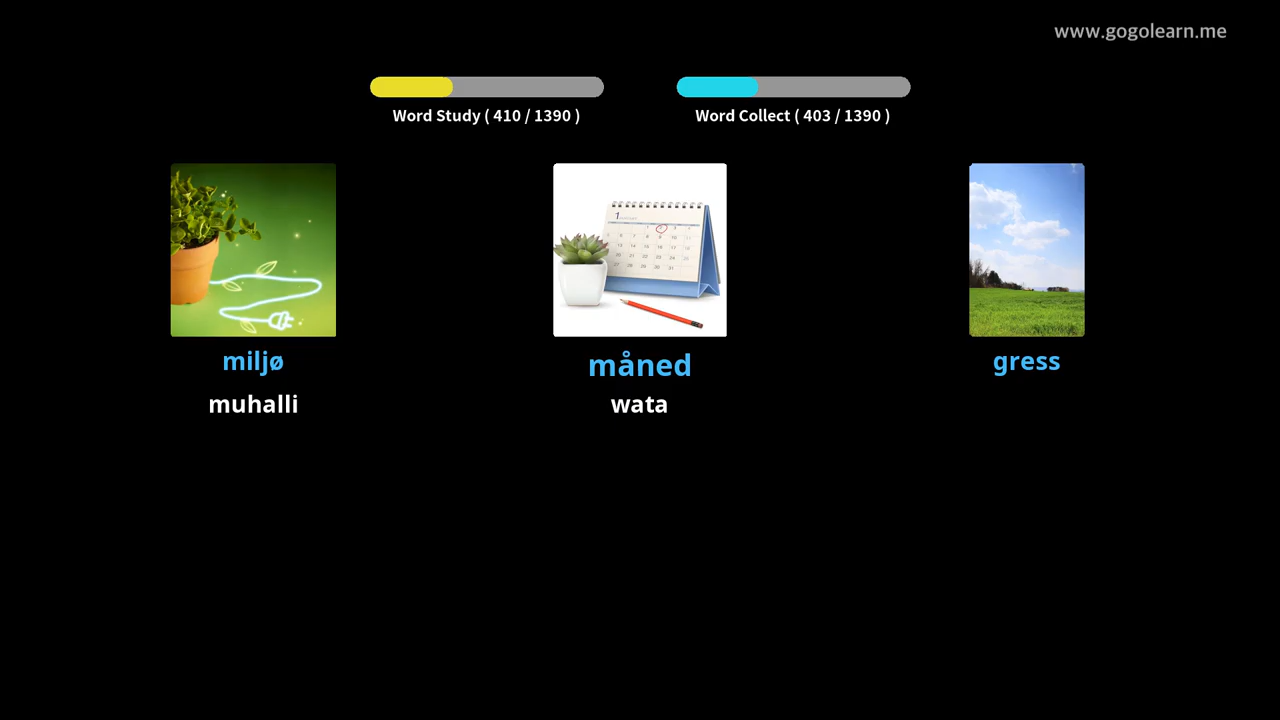 www.gogolearn.me
Word Study ( 410 / 1390 )
Word Collect ( 403 / 1390 )
miljø
måned
gress
muhalli
wata